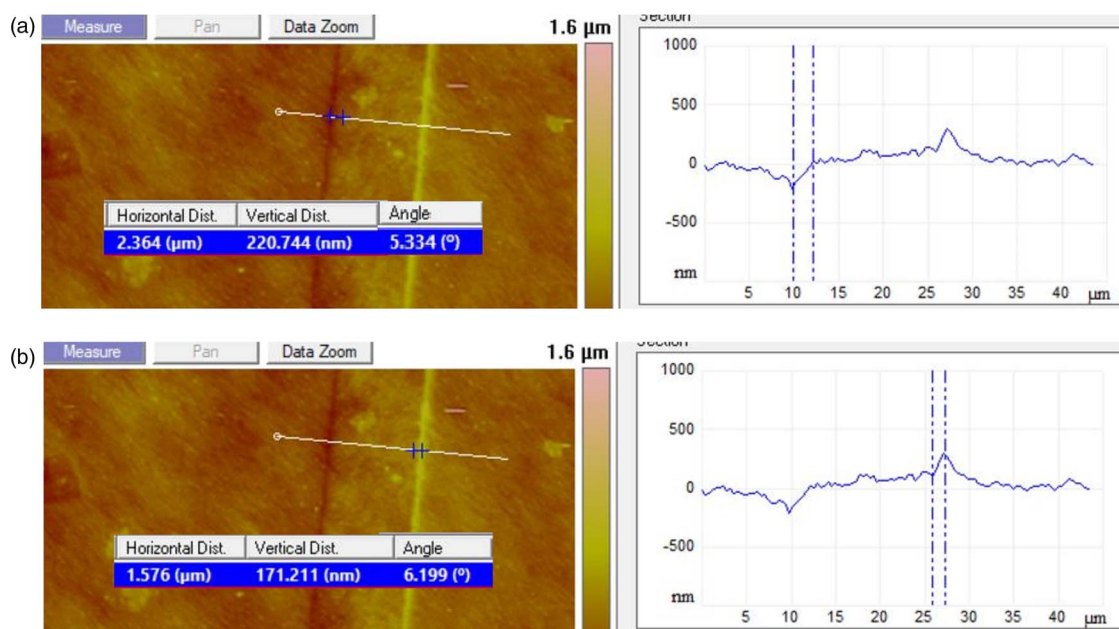 (a)
Measure Pan Data Zoom 1.6 µm
Section
1000
500
0
-500
nm
5 10 15 20 25 30 35 40 µm
Horizontal Dist. Vertical Dist. Angle
2.364 (µm) 220.744 (nm) 5.334 (º)
(b)
Measure Pan Data Zoom 1.6 µm
Section
1000
500
0
-500
nm
5 10 15 20 25 30 35 40 µm
Horizontal Dist. Vertical Dist. Angle
1.576 (µm) 171.211 (nm) 6.199 (º)